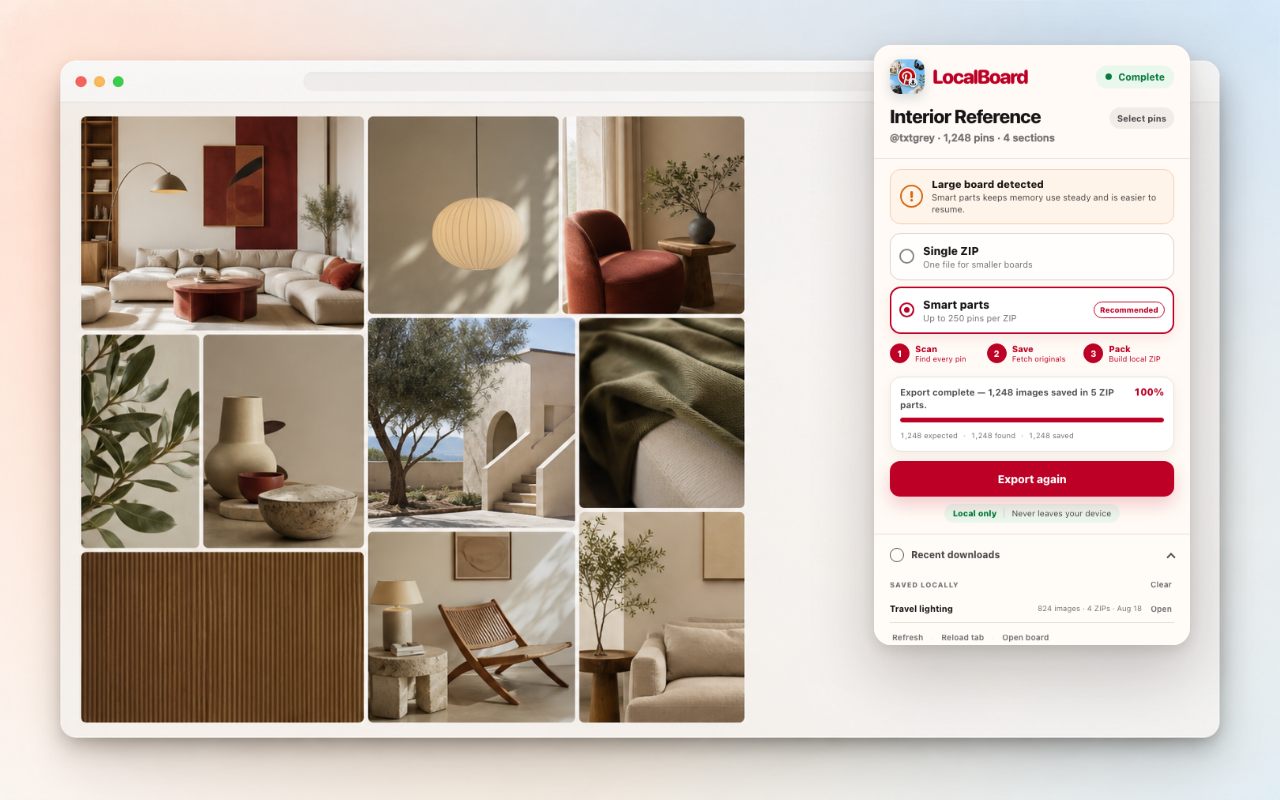 LocalBoard
Complete
Interior Reference
Select pins
@txtgrey · 1,248 pins · 4 sections
Large board detected
Smart parts keeps memory use steady and is easier to
resume.
Single ZIP
One file for smaller boards
Smart parts
Up to 250 pins per ZIP
Recommended
1 Scan
Find every pin
2 Save
Fetch originals
3 Pack
Build local ZIP
Export complete — 1,248 images saved in 5 ZIP
parts.
100%
1,248 expected · 1,248 found · 1,248 saved
Export again
Local only
Never leaves your device
Recent downloads
SAVED LOCALLY
Clear
Travel lighting
824 images · 4 ZIPs · Aug 18
Open
Refresh · Reload tab · Open board